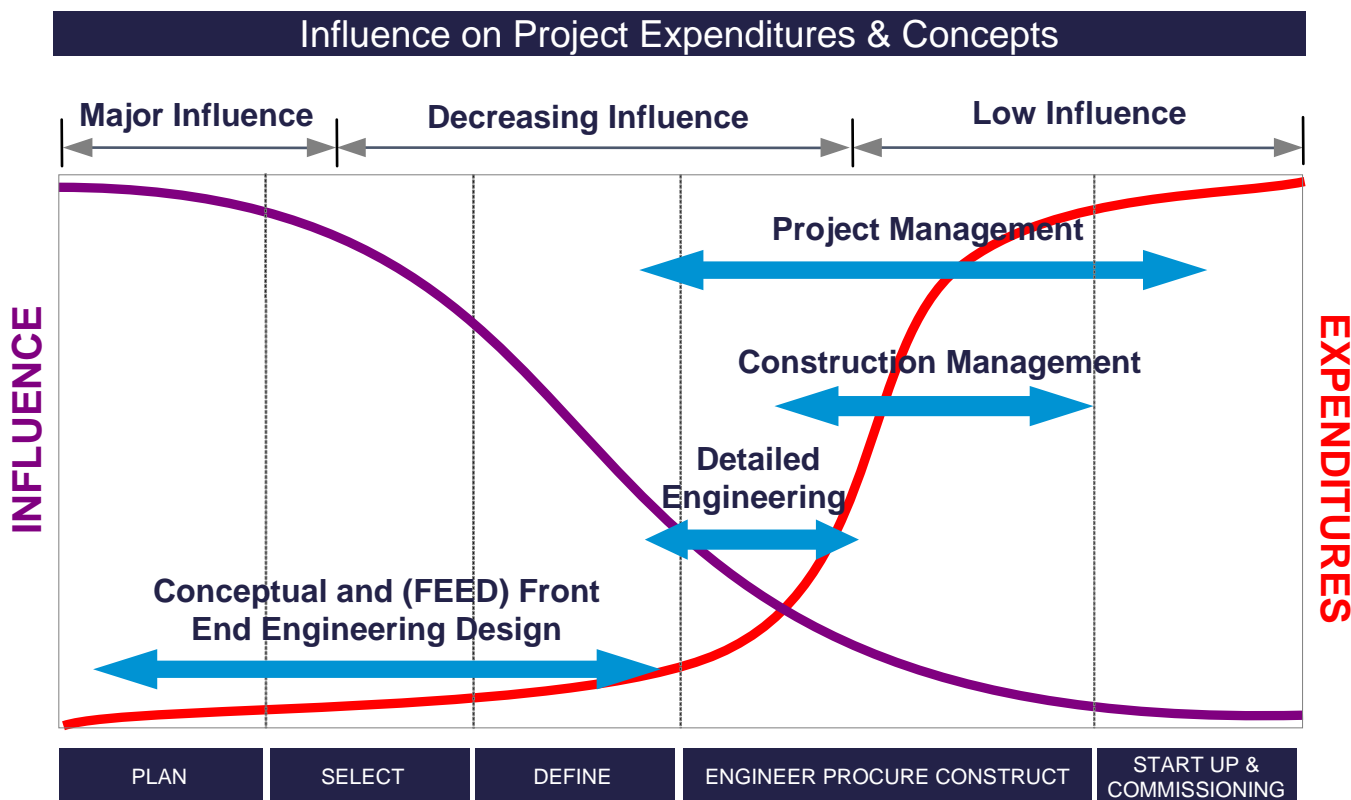 Influence on Project Expenditures & Concepts
Major Influence
Decreasing Influence
Low Influence
INFLUENCE
EXPENDITURES
Project Management
Construction Management
Detailed
Engineering
Conceptual and (FEED) Front
End Engineering Design
PLAN
SELECT
DEFINE
ENGINEER PROCURE CONSTRUCT
START UP &
COMMISSIONING